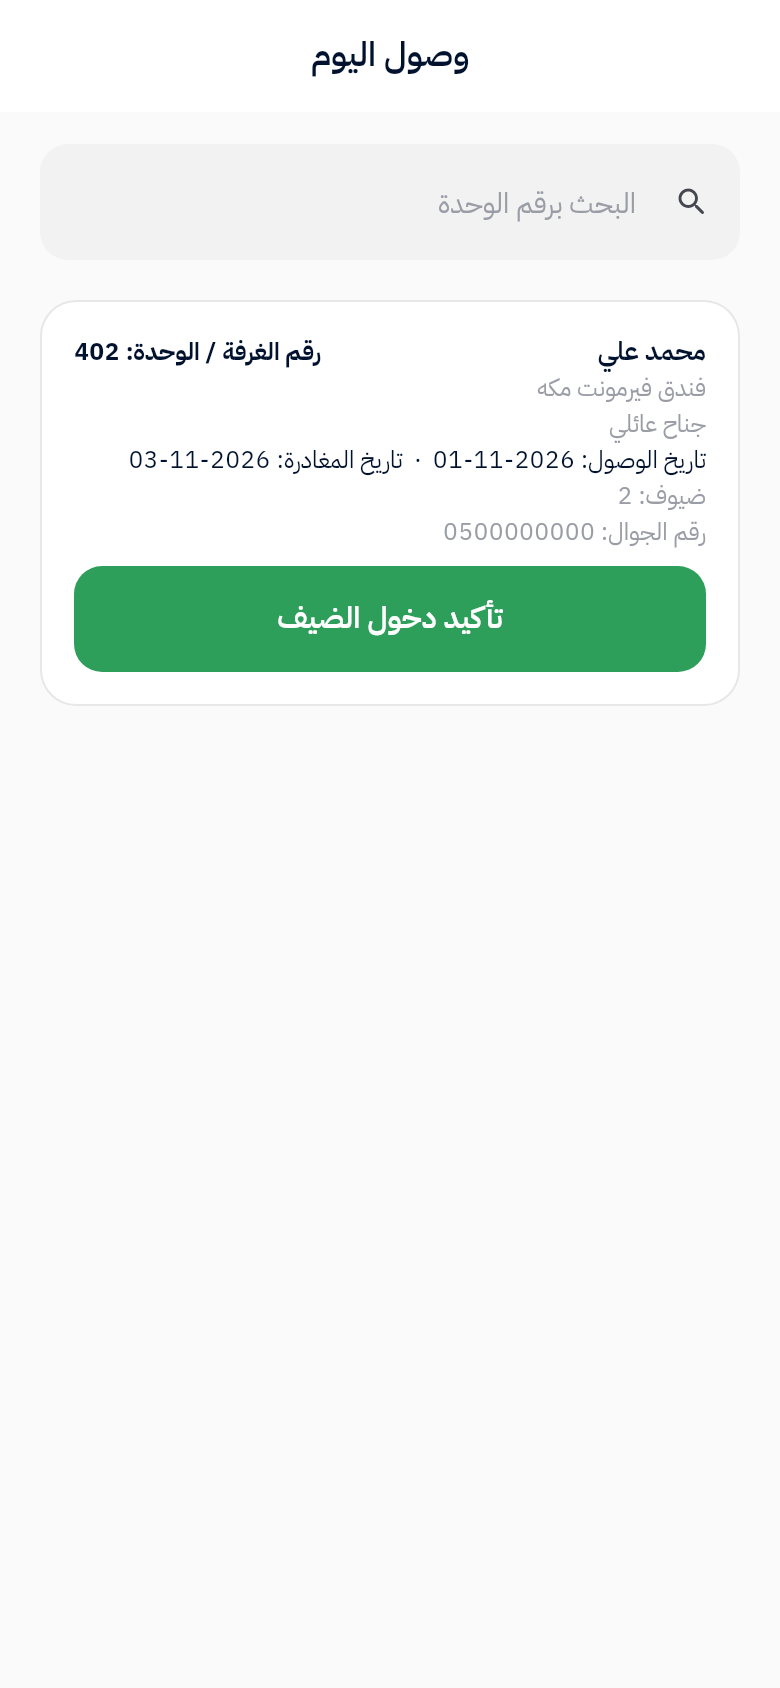 وصول اليوم
البحث برقم الوحدة
محمد علي رقم الغرفة / الوحدة: 402
فندق فيرمونت مكه
جناح عائلي
تاريخ الوصول: 2026-11-01 · تاريخ المغادرة: 2026-11-03
ضيوف: 2
رقم الجوال: 0500000000
تأكيد دخول الضيف